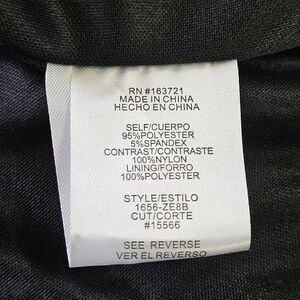 RN #163721
MADE IN CHINA
HECHO EN CHINA
SELF/CUERPO
95%POLYESTER
5%SPANDEX
CONTRAST/CONTRASTE
100%NYLON
LINING/FORRO
100%POLYESTER
STYLE/ESTILO
1656-ZE8B
CUT/CORTE
#15566
SEE REVERSE
VER EL REVERSO